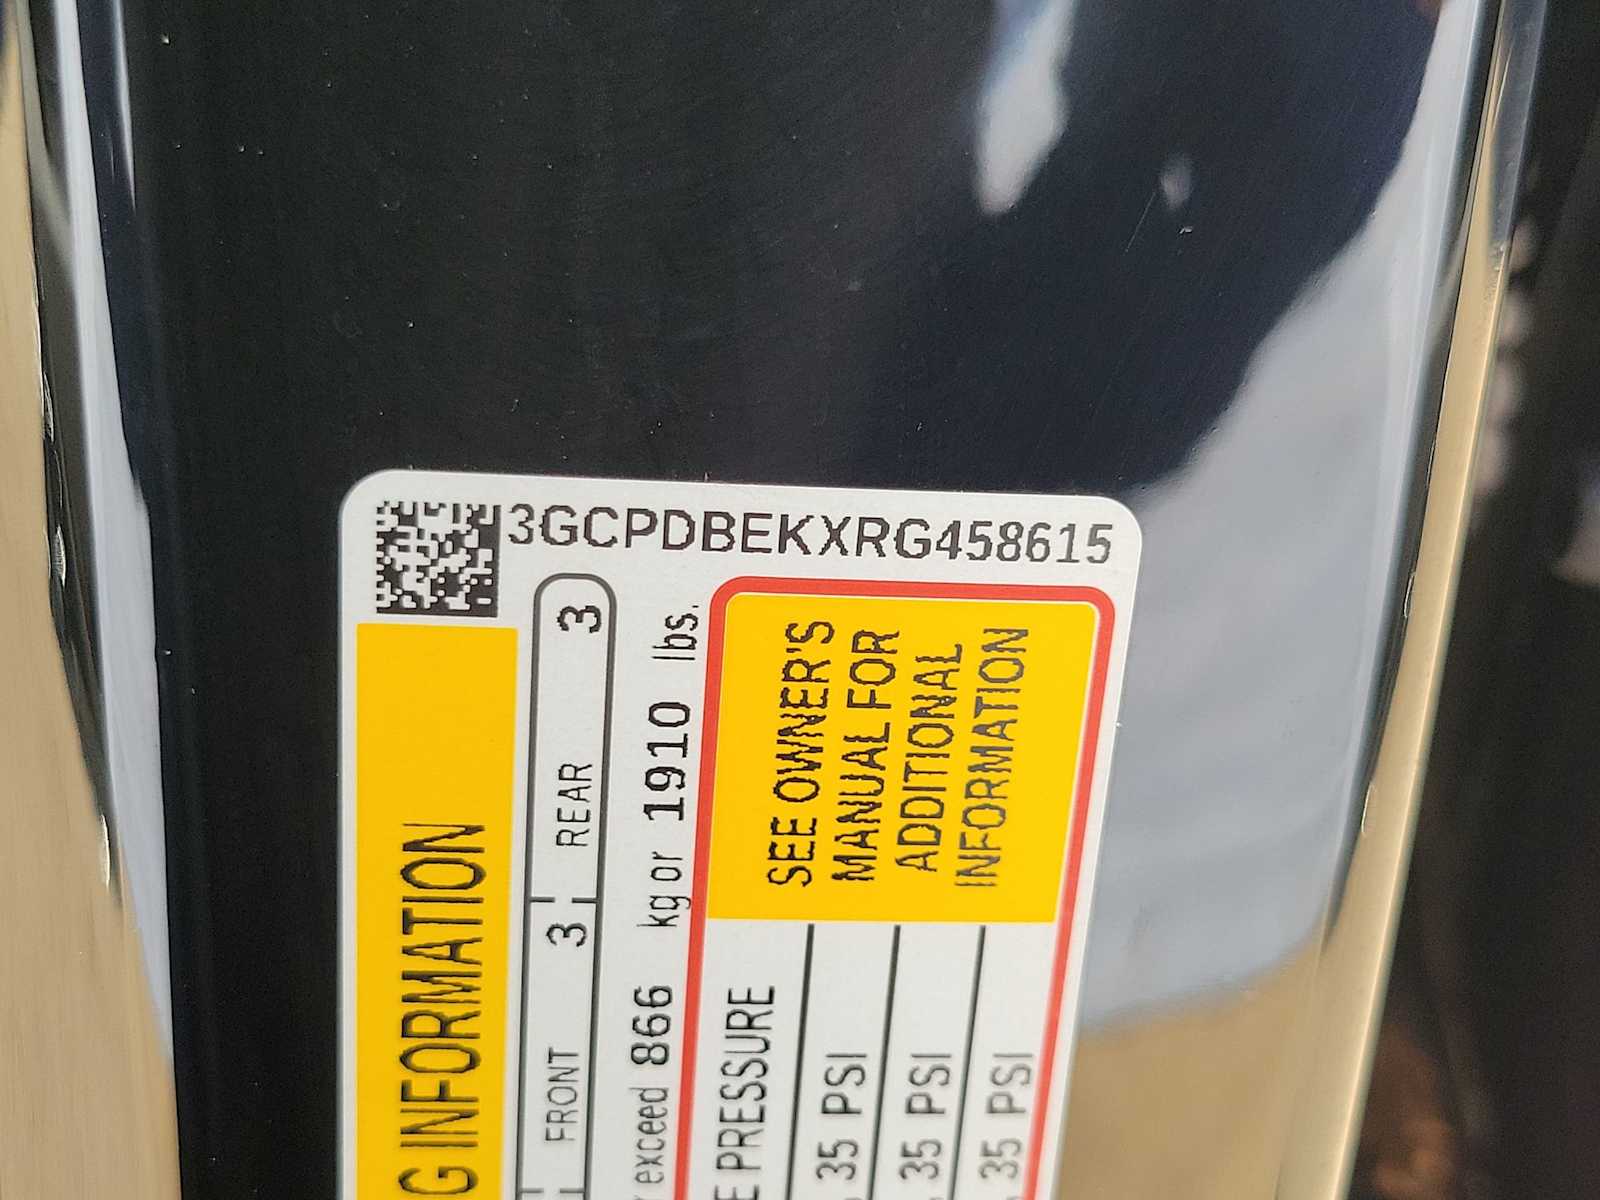 3GCPDBEKXRG458615
G INFORMATION
FRONT 3 REAR 3
exceed 866 kg or 1910 lbs.
E PRESSURE
35 PSI
35 PSI
35 PSI
SEE OWNER'S
MANUAL FOR
ADDITIONAL
INFORMATION